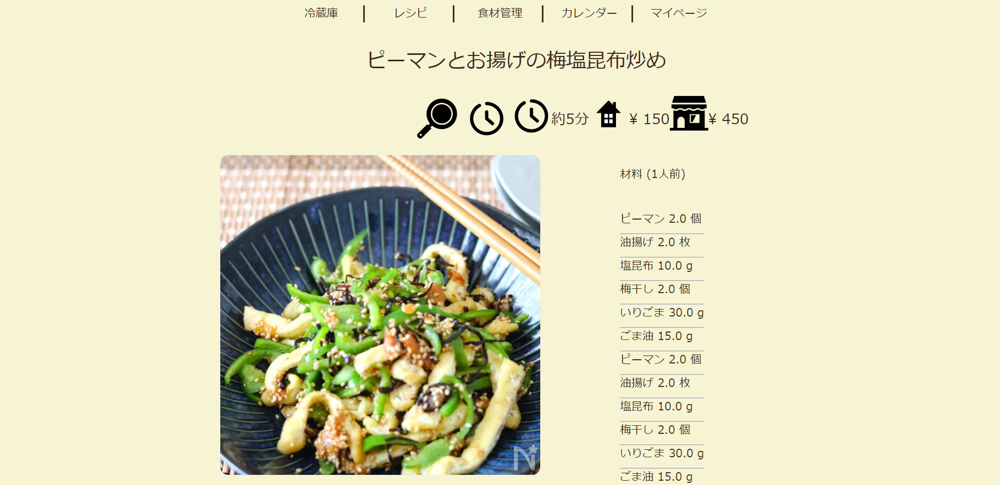 冷蔵庫 レシピ 食材管理 カレンダー マイページ
ピーマンとお揚げの梅塩昆布炒め
約5分 ¥ 150 ¥ 450
材料 (1人前)
ピーマン 2.0 個
油揚げ 2.0 枚
塩昆布 10.0 g
梅干し 2.0 個
いりごま 30.0 g
ごま油 15.0 g
ピーマン 2.0 個
油揚げ 2.0 枚
塩昆布 10.0 g
梅干し 2.0 個
いりごま 30.0 g
ごま油 15.0 g
N